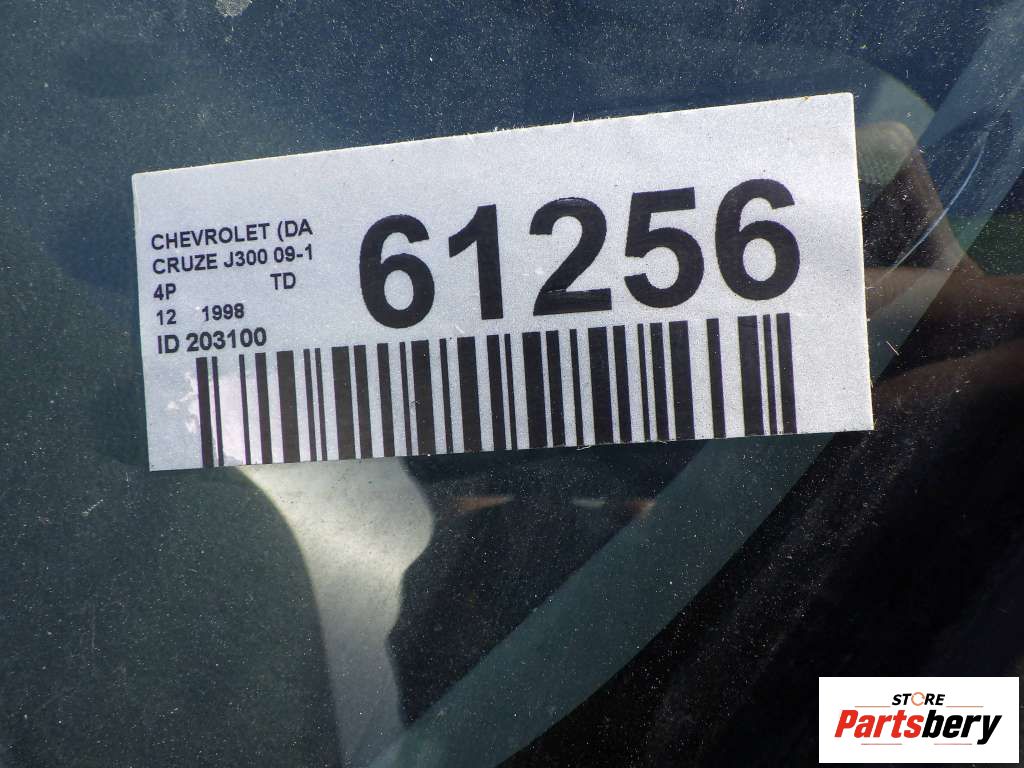 CHEVROLET (DA
CRUZE J300 09-1
4P TD
12 1998
ID 203100
61256
STORE
Partsbery